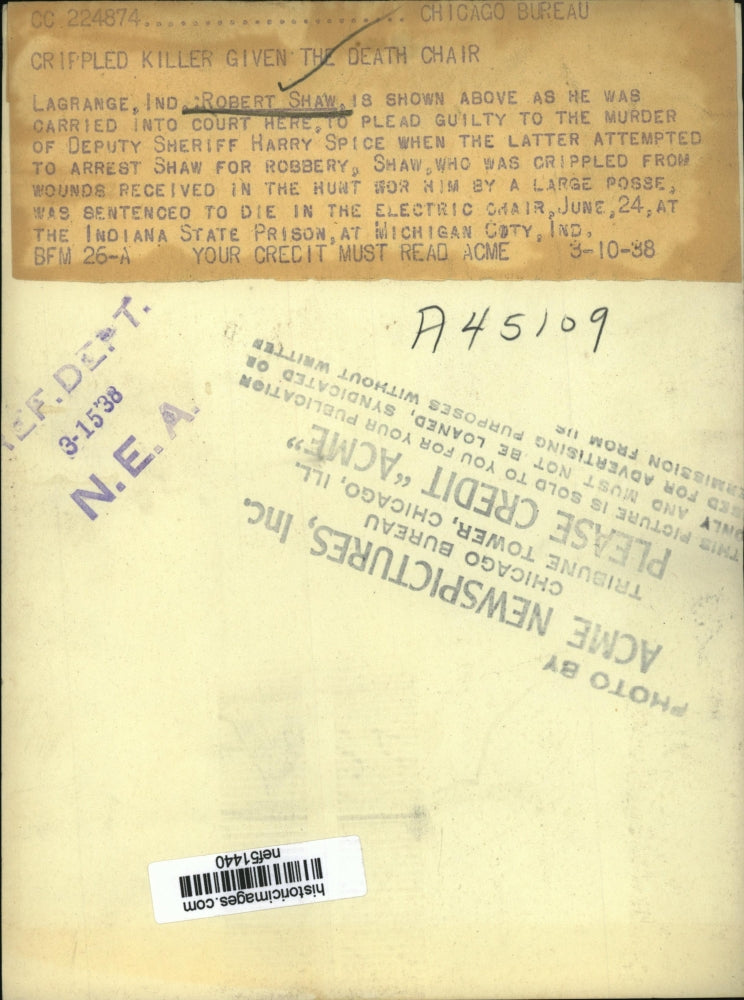 CC 224874.......................... CHICAGO BUREAU
CRIPPLED KILLER GIVEN THE DEATH CHAIR
LAGRANGE, IND.:ROBERT SHAW, IS SHOWN ABOVE AS HE WAS
CARRIED INTO COURT HERE, TO PLEAD GUILTY TO THE MURDER
OF DEPUTY SHERIFF HARRY SPICE WHEN THE LATTER ATTEMPTED
TO ARREST SHAW FOR ROBBERY, SHAW, WHO WAS CRIPPLED FROM
WOUNDS RECEIVED IN THE HUNT WOR HIM BY A LARGE POSSE,
WAS SENTENCED TO DIE IN THE ELECTRIC CHAIR, JUNE, 24, AT
THE INDIANA STATE PRISON, AT MICHIGAN COTY, IND.
BFM 26-A YOUR CREDIT MUST READ ACME 3-10-38
A45109
EF. DEPT.
3-15'38
N.E.A.
PHOTO BY
ACME NEWSPICTURES, Inc.
CHICAGO BUREAU
TRIBUNE TOWER, CHICAGO, ILL.
PLEASE CREDIT "ACME"
THIS PICTURE IS SOLD TO YOU FOR YOUR PUBLICATION
ONLY AND MUST NOT BE LOANED, SYNDICATED OR
USED FOR ADVERTISING PURPOSES WITHOUT WRITTEN
PERMISSION FROM US
historicimages.com
nef51440